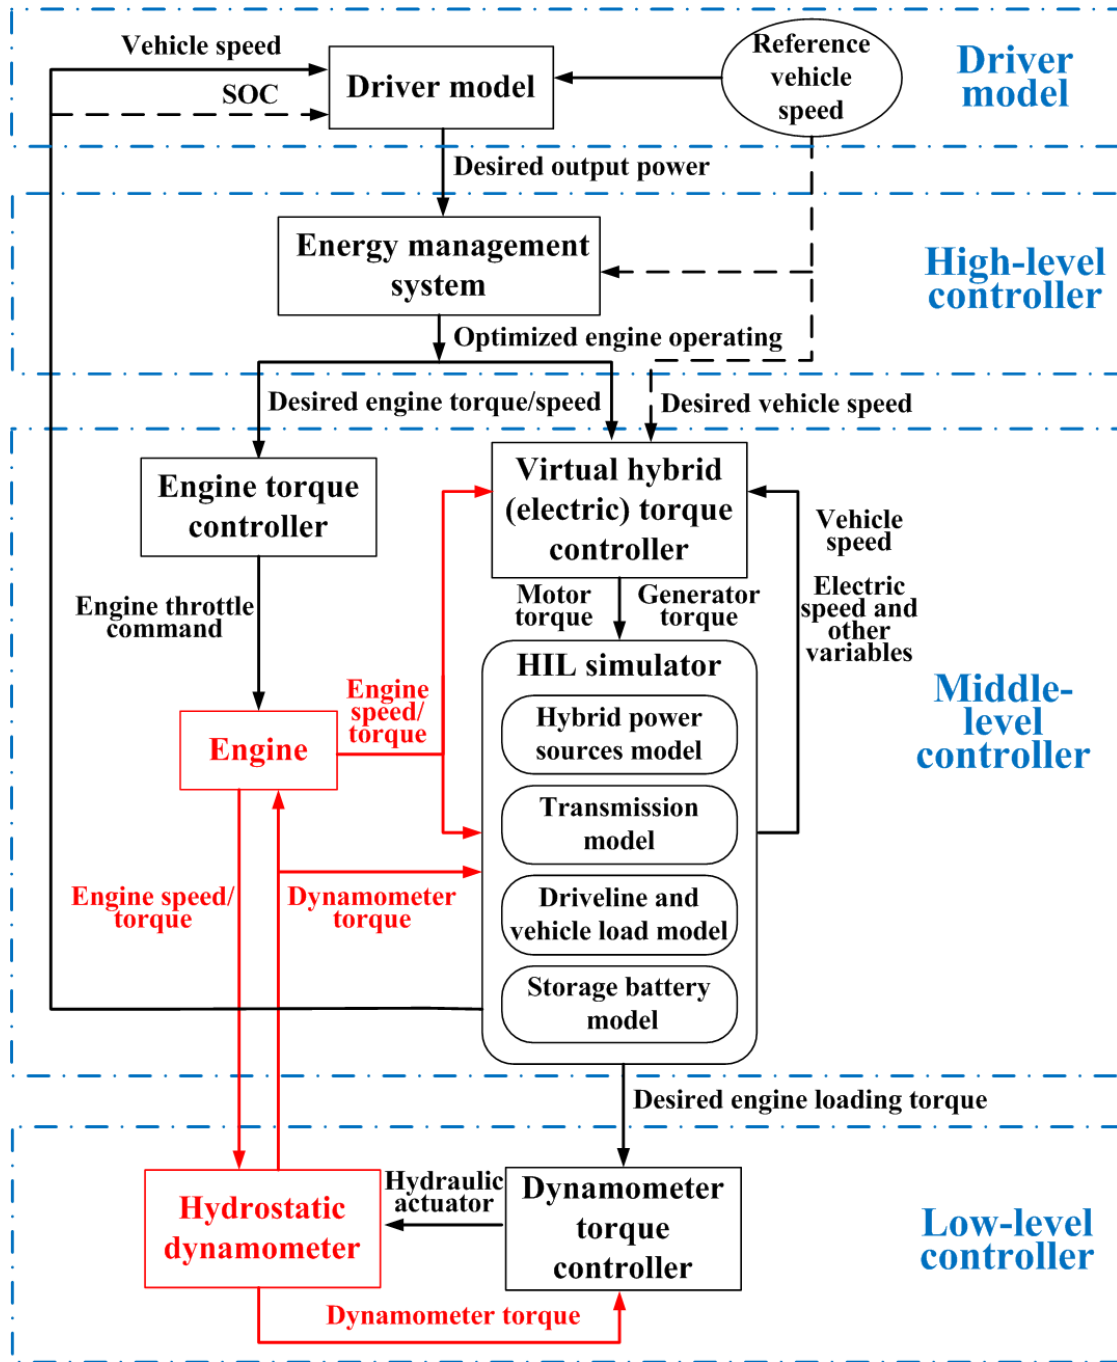 Vehicle speed
SOC
Driver model
Reference
vehicle
speed
Driver
model
Desired output power
Energy management
system
High-level
controller
Optimized engine operating
Desired engine torque/speed
Desired vehicle speed
Engine torque
controller
Virtual hybrid
(electric) torque
controller
Vehicle
speed
Engine throttle
command
Motor
torque
Generator
torque
Electric
speed and
other
variables
HIL simulator
Engine
speed/
torque
Engine
Hybrid power
sources model
Middle-
level
controller
Transmission
model
Engine speed/
torque
Dynamometer
torque
Driveline and
vehicle load model
Storage battery
model
Desired engine loading torque
Hydrostatic
dynamometer
Hydraulic
actuator
Dynamometer
torque
controller
Low-level
controller
Dynamometer torque